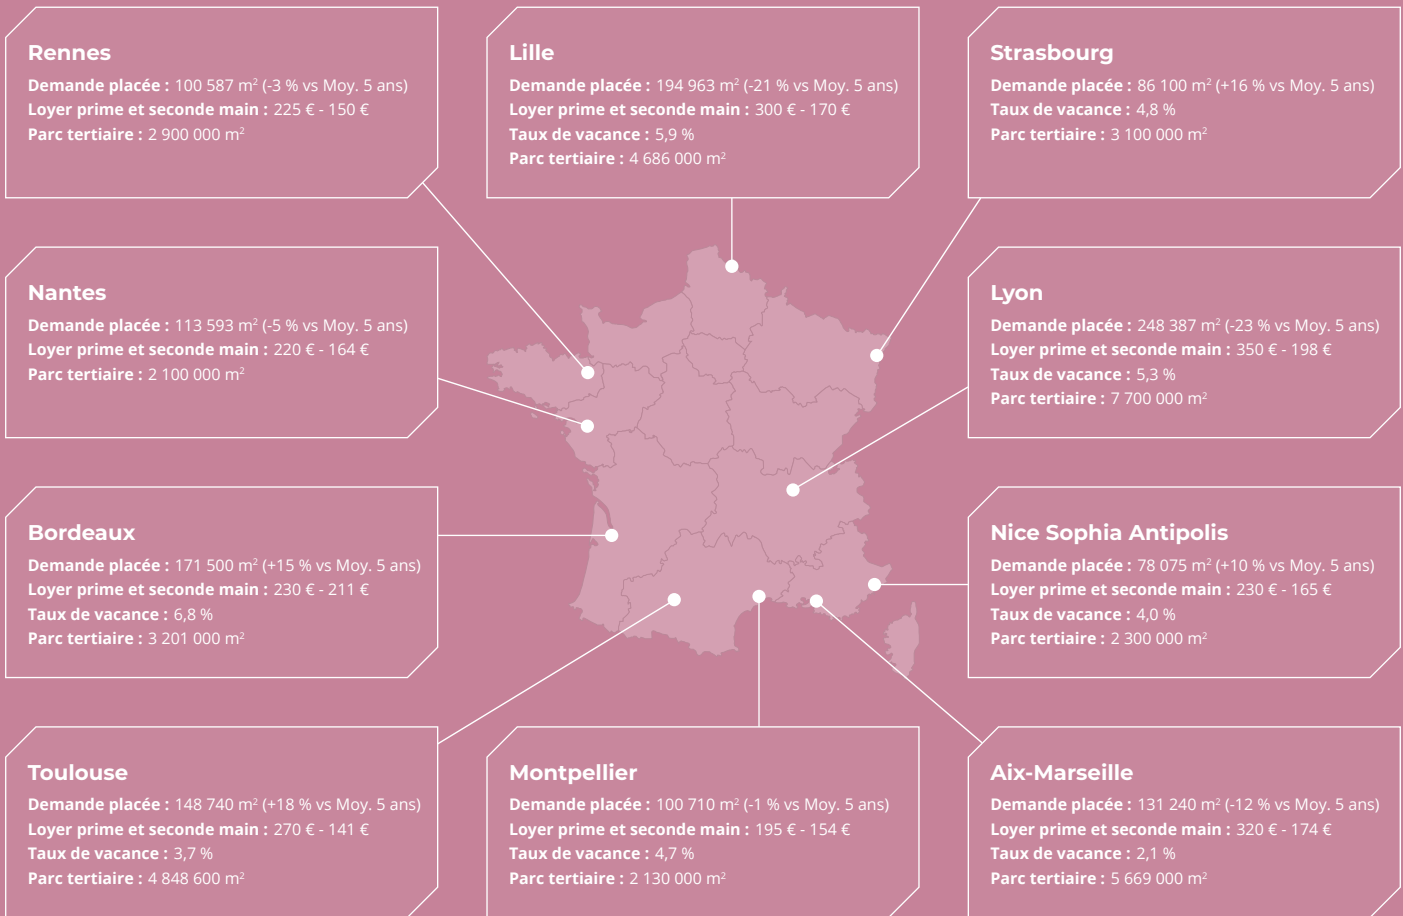 Rennes
Demande placée : 100 587 m² (-3 % vs Moy. 5 ans)
Loyer prime et seconde main : 225 € - 150 €
Parc tertiaire : 2 900 000 m²
Lille
Demande placée : 194 963 m² (-21 % vs Moy. 5 ans)
Loyer prime et seconde main : 300 € - 170 €
Taux de vacance : 5,9 %
Parc tertiaire : 4 686 000 m²
Strasbourg
Demande placée : 86 100 m² (+16 % vs Moy. 5 ans)
Taux de vacance : 4,8 %
Parc tertiaire : 3 100 000 m²
Nantes
Demande placée : 113 593 m² (-5 % vs Moy. 5 ans)
Loyer prime et seconde main : 220 € - 164 €
Parc tertiaire : 2 100 000 m²
Lyon
Demande placée : 248 387 m² (-23 % vs Moy. 5 ans)
Loyer prime et seconde main : 350 € - 198 €
Taux de vacance : 5,3 %
Parc tertiaire : 7 700 000 m²
Bordeaux
Demande placée : 171 500 m² (+15 % vs Moy. 5 ans)
Loyer prime et seconde main : 230 € - 211 €
Taux de vacance : 6,8 %
Parc tertiaire : 3 201 000 m²
Nice Sophia Antipolis
Demande placée : 78 075 m² (+10 % vs Moy. 5 ans)
Loyer prime et seconde main : 230 € - 165 €
Taux de vacance : 4,0 %
Parc tertiaire : 2 300 000 m²
Toulouse
Demande placée : 148 740 m² (+18 % vs Moy. 5 ans)
Loyer prime et seconde main : 270 € - 141 €
Taux de vacance : 3,7 %
Parc tertiaire : 4 848 600 m²
Montpellier
Demande placée : 100 710 m² (-1 % vs Moy. 5 ans)
Loyer prime et seconde main : 195 € - 154 €
Taux de vacance : 4,7 %
Parc tertiaire : 2 130 000 m²
Aix-Marseille
Demande placée : 131 240 m² (-12 % vs Moy. 5 ans)
Loyer prime et seconde main : 320 € - 174 €
Taux de vacance : 2,1 %
Parc tertiaire : 5 669 000 m²